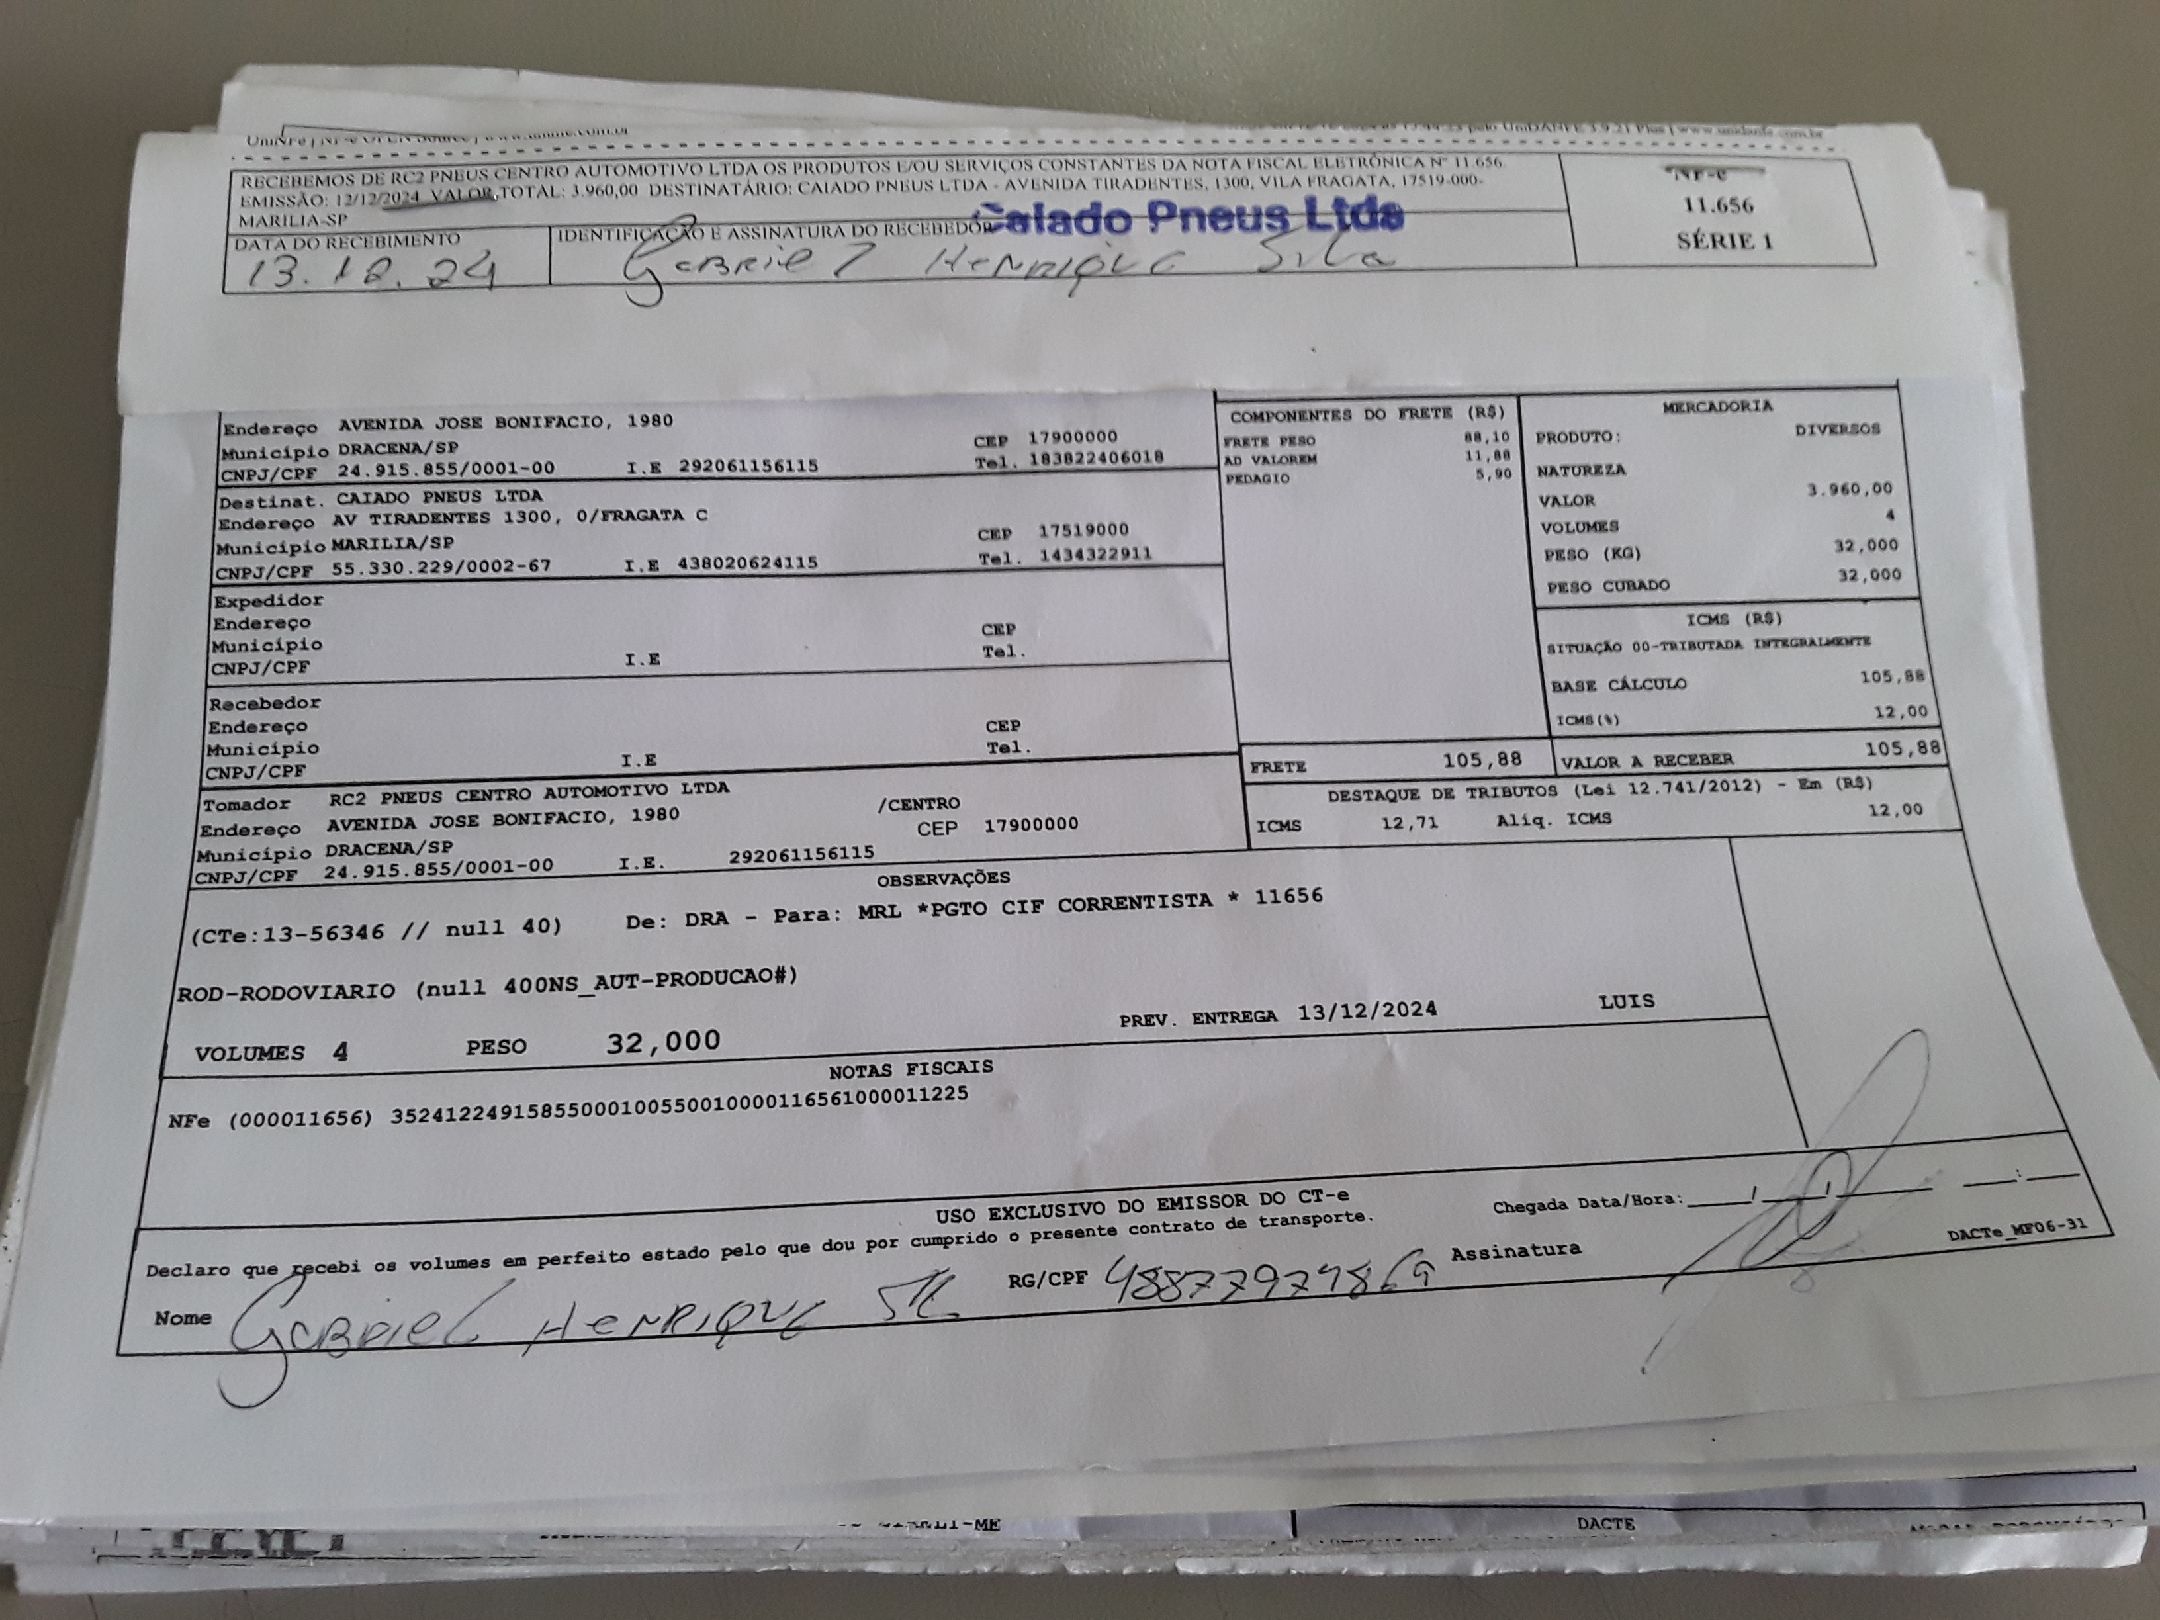 RECEBEMOS DE RC2 PNEUS CENTRO AUTOMOTIVO LTDA OS PRODUTOS E/OU SERVIÇOS CONSTANTES DA NOTA FISCAL ELETRÔNICA Nº 11.656.
EMISSÃO: 12/12/2024 VALOR TOTAL: 3.960,00 DESTINATÁRIO: CAIADO PNEUS LTDA - AVENIDA TIRADENTES, 1300, VILA FRAGATA, 17519-000-
MARILIA-SP
NF-e
11.656
SÉRIE 1
Caiado Pneus Ltda
DATA DO RECEBIMENTO
13.12.24
IDENTIFICAÇÃO E ASSINATURA DO RECEBEDOR
Gabriel Henrique Silva
Endereço AVENIDA JOSE BONIFACIO, 1980
Município DRACENA/SP CEP 17900000
CNPJ/CPF 24.915.855/0001-00 I.E 292061156115 Tel. 183822406018
Destinat. CAIADO PNEUS LTDA
Endereço AV TIRADENTES 1300, 0/FRAGATA C
Município MARILIA/SP CEP 17519000
CNPJ/CPF 55.330.229/0002-67 I.E 438020624115 Tel. 1434322911
Expedidor
Endereço
Município CEP
CNPJ/CPF I.E Tel.
Recebedor
Endereço
Município CEP
CNPJ/CPF I.E Tel.
Tomador RC2 PNEUS CENTRO AUTOMOTIVO LTDA
Endereço AVENIDA JOSE BONIFACIO, 1980 /CENTRO
Município DRACENA/SP CEP 17900000
CNPJ/CPF 24.915.855/0001-00 I.E. 292061156115
COMPONENTES DO FRETE (R$)
FRETE PESO 88,10
AD VALOREM 11,88
PEDAGIO 5,90
MERCADORIA
PRODUTO: DIVERSOS
NATUREZA
VALOR 3.960,00
VOLUMES 4
PESO (KG) 32,000
PESO CUBADO 32,000
ICMS (R$)
SITUAÇÃO 00-TRIBUTADA INTEGRALMENTE
BASE CÁLCULO 105,88
ICMS(%) 12,00
FRETE 105,88 VALOR A RECEBER 105,88
DESTAQUE DE TRIBUTOS (Lei 12.741/2012) - Em (R$)
ICMS 12,71 Aliq. ICMS 12,00
OBSERVAÇÕES
(CTe:13-56346 // null 40) De: DRA - Para: MRL *PGTO CIF CORRENTISTA * 11656
ROD-RODOVIARIO (null 400NS_AUT-PRODUCAO#)
VOLUMES 4 PESO 32,000 PREV. ENTREGA 13/12/2024 LUIS
NOTAS FISCAIS
NFe (000011656) 35241224915855000100550010000116561000011225
USO EXCLUSIVO DO EMISSOR DO CT-e
Declaro que recebi os volumes em perfeito estado pelo que dou por cumprido o presente contrato de transporte.
Chegada Data/Hora: ____/____/____ __:__
Nome Gabriel Henrique RG/CPF 48877974869 Assinatura
DACTe_MF06-31
DACTE